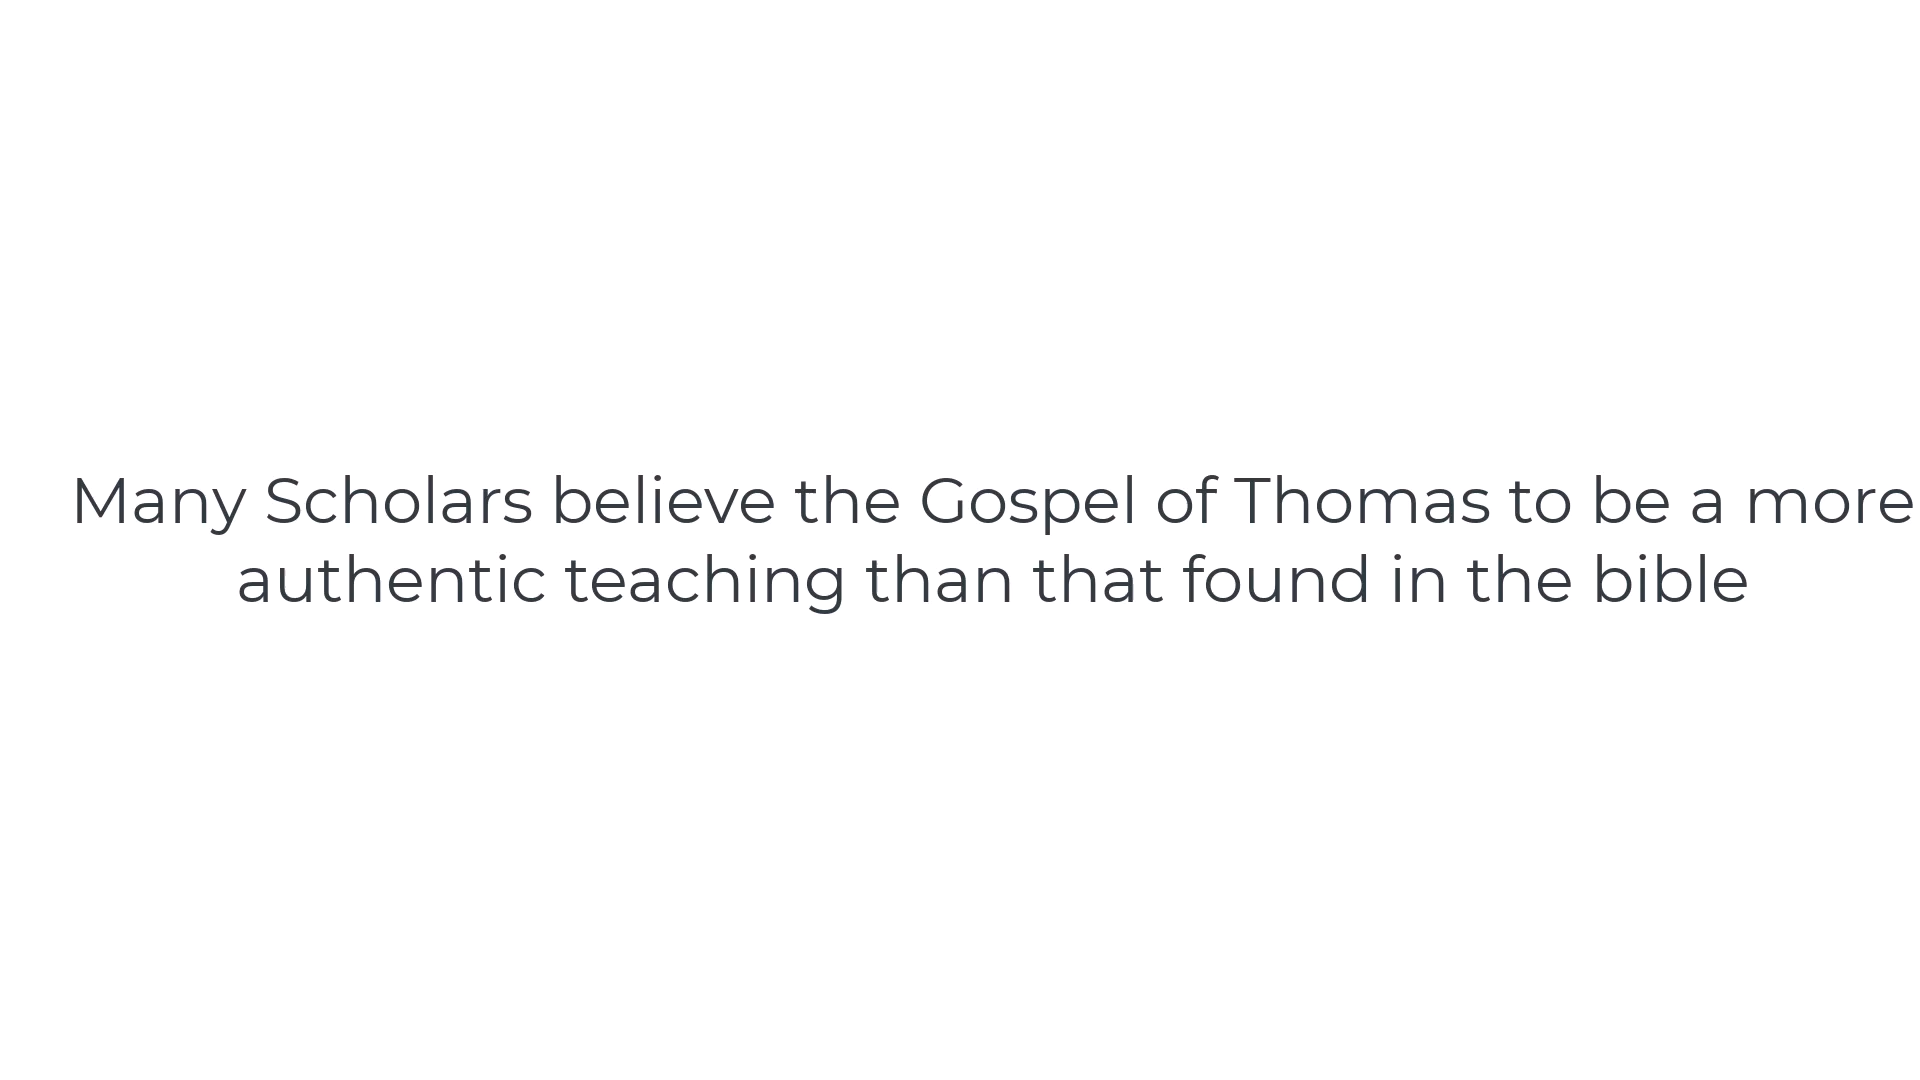 Many Scholars believe the Gospel of Thomas to be a more
authentic teaching than that found in the bible